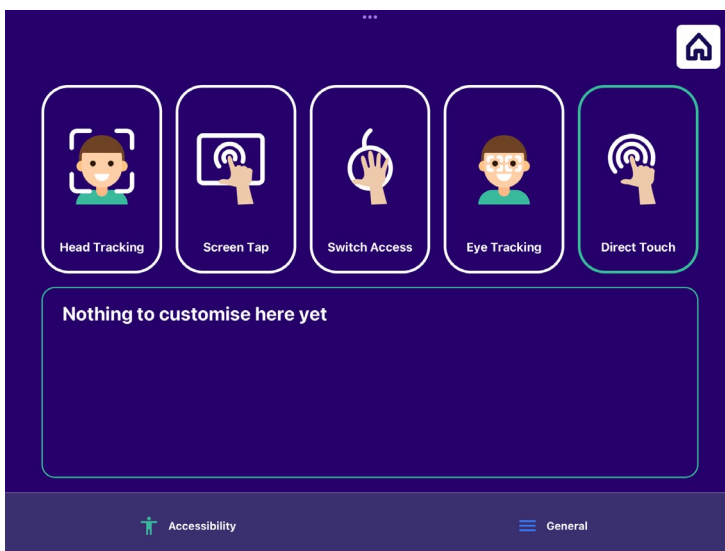 Head Tracking
Screen Tap
Switch Access
Eye Tracking
Direct Touch
Nothing to customise here yet
Accessibility
General